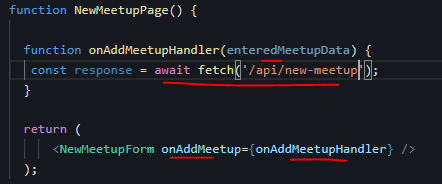 function NewMeetupPage() {
function onAddMeetupHandler(enteredMeetupData) {
const response = await fetch('/api/new-meetup');
}
return (
<NewMeetupForm onAddMeetup={onAddMeetupHandler} />
);